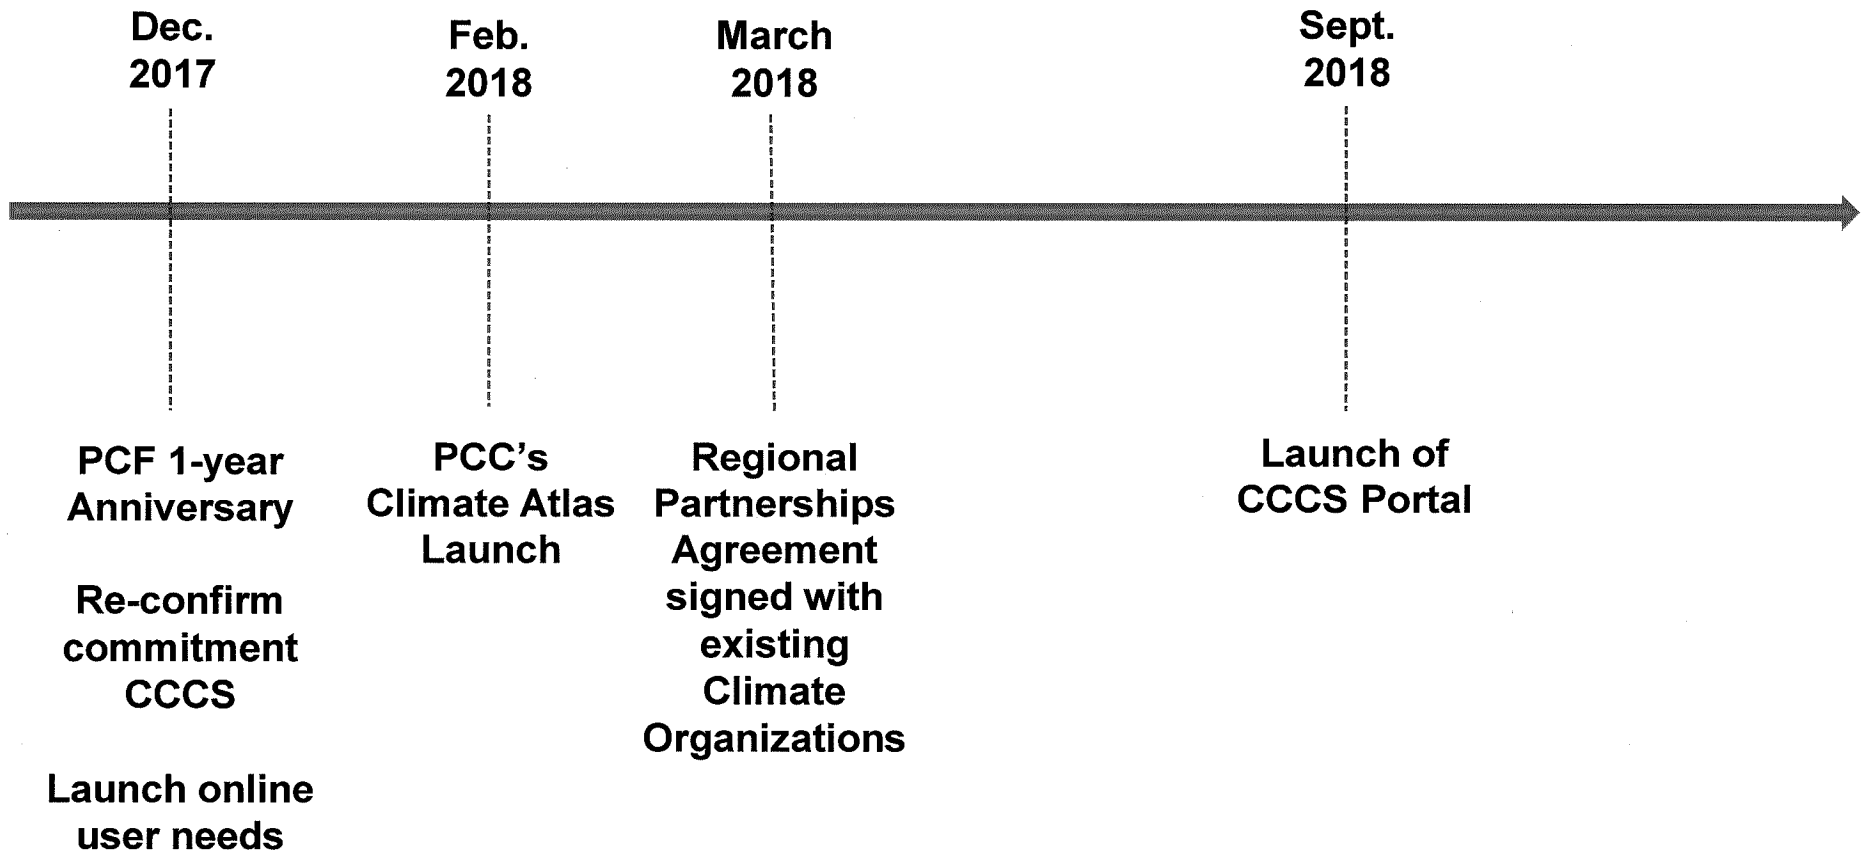 Dec.
2017
Feb.
2018
March
2018
Sept.
2018
PCF 1-year
Anniversary
Re-confirm
commitment
CCCS
Launch online
user needs
PCC's
Climate Atlas
Launch
Regional
Partnerships
Agreement
signed with
existing
Climate
Organizations
Launch of
CCCS Portal